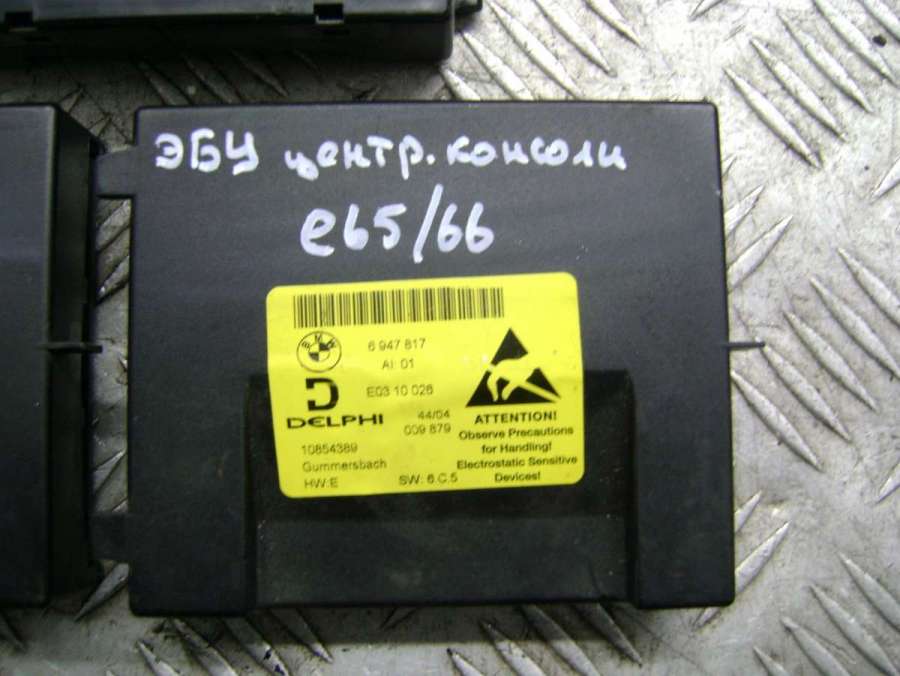 ЭБУ центр. консоли
e65/66
BMW
6 947 817
AI: 01
E03 10 026
DELPHI
44/04
009 879
10854389
Gummersbach
HW:E
SW: 6.C.5
ATTENTION!
Observe Precautions
for Handling!
Electrostatic Sensitive
Devices!